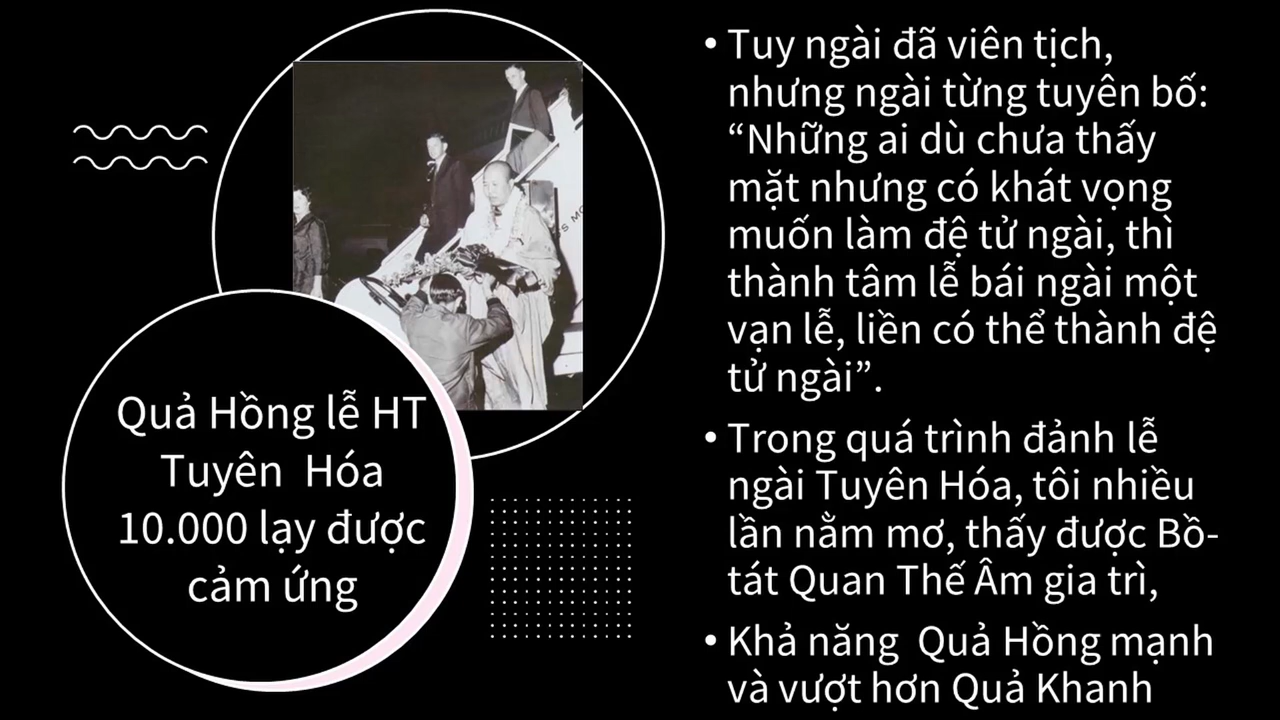 Quả Hồng lễ HT
Tuyên Hóa
10.000 lạy được
cảm ứng
• Tuy ngài đã viên tịch,
nhưng ngài từng tuyên bố:
“Những ai dù chưa thấy
mặt nhưng có khát vọng
muốn làm đệ tử ngài, thì
thành tâm lễ bái ngài một
vạn lễ, liền có thể thành đệ
tử ngài”.
• Trong quá trình đảnh lễ
ngài Tuyên Hóa, tôi nhiều
lần nằm mơ, thấy được Bồ-
tát Quan Thế Âm gia trì,
• Khả năng Quả Hồng mạnh
và vượt hơn Quả Khanh